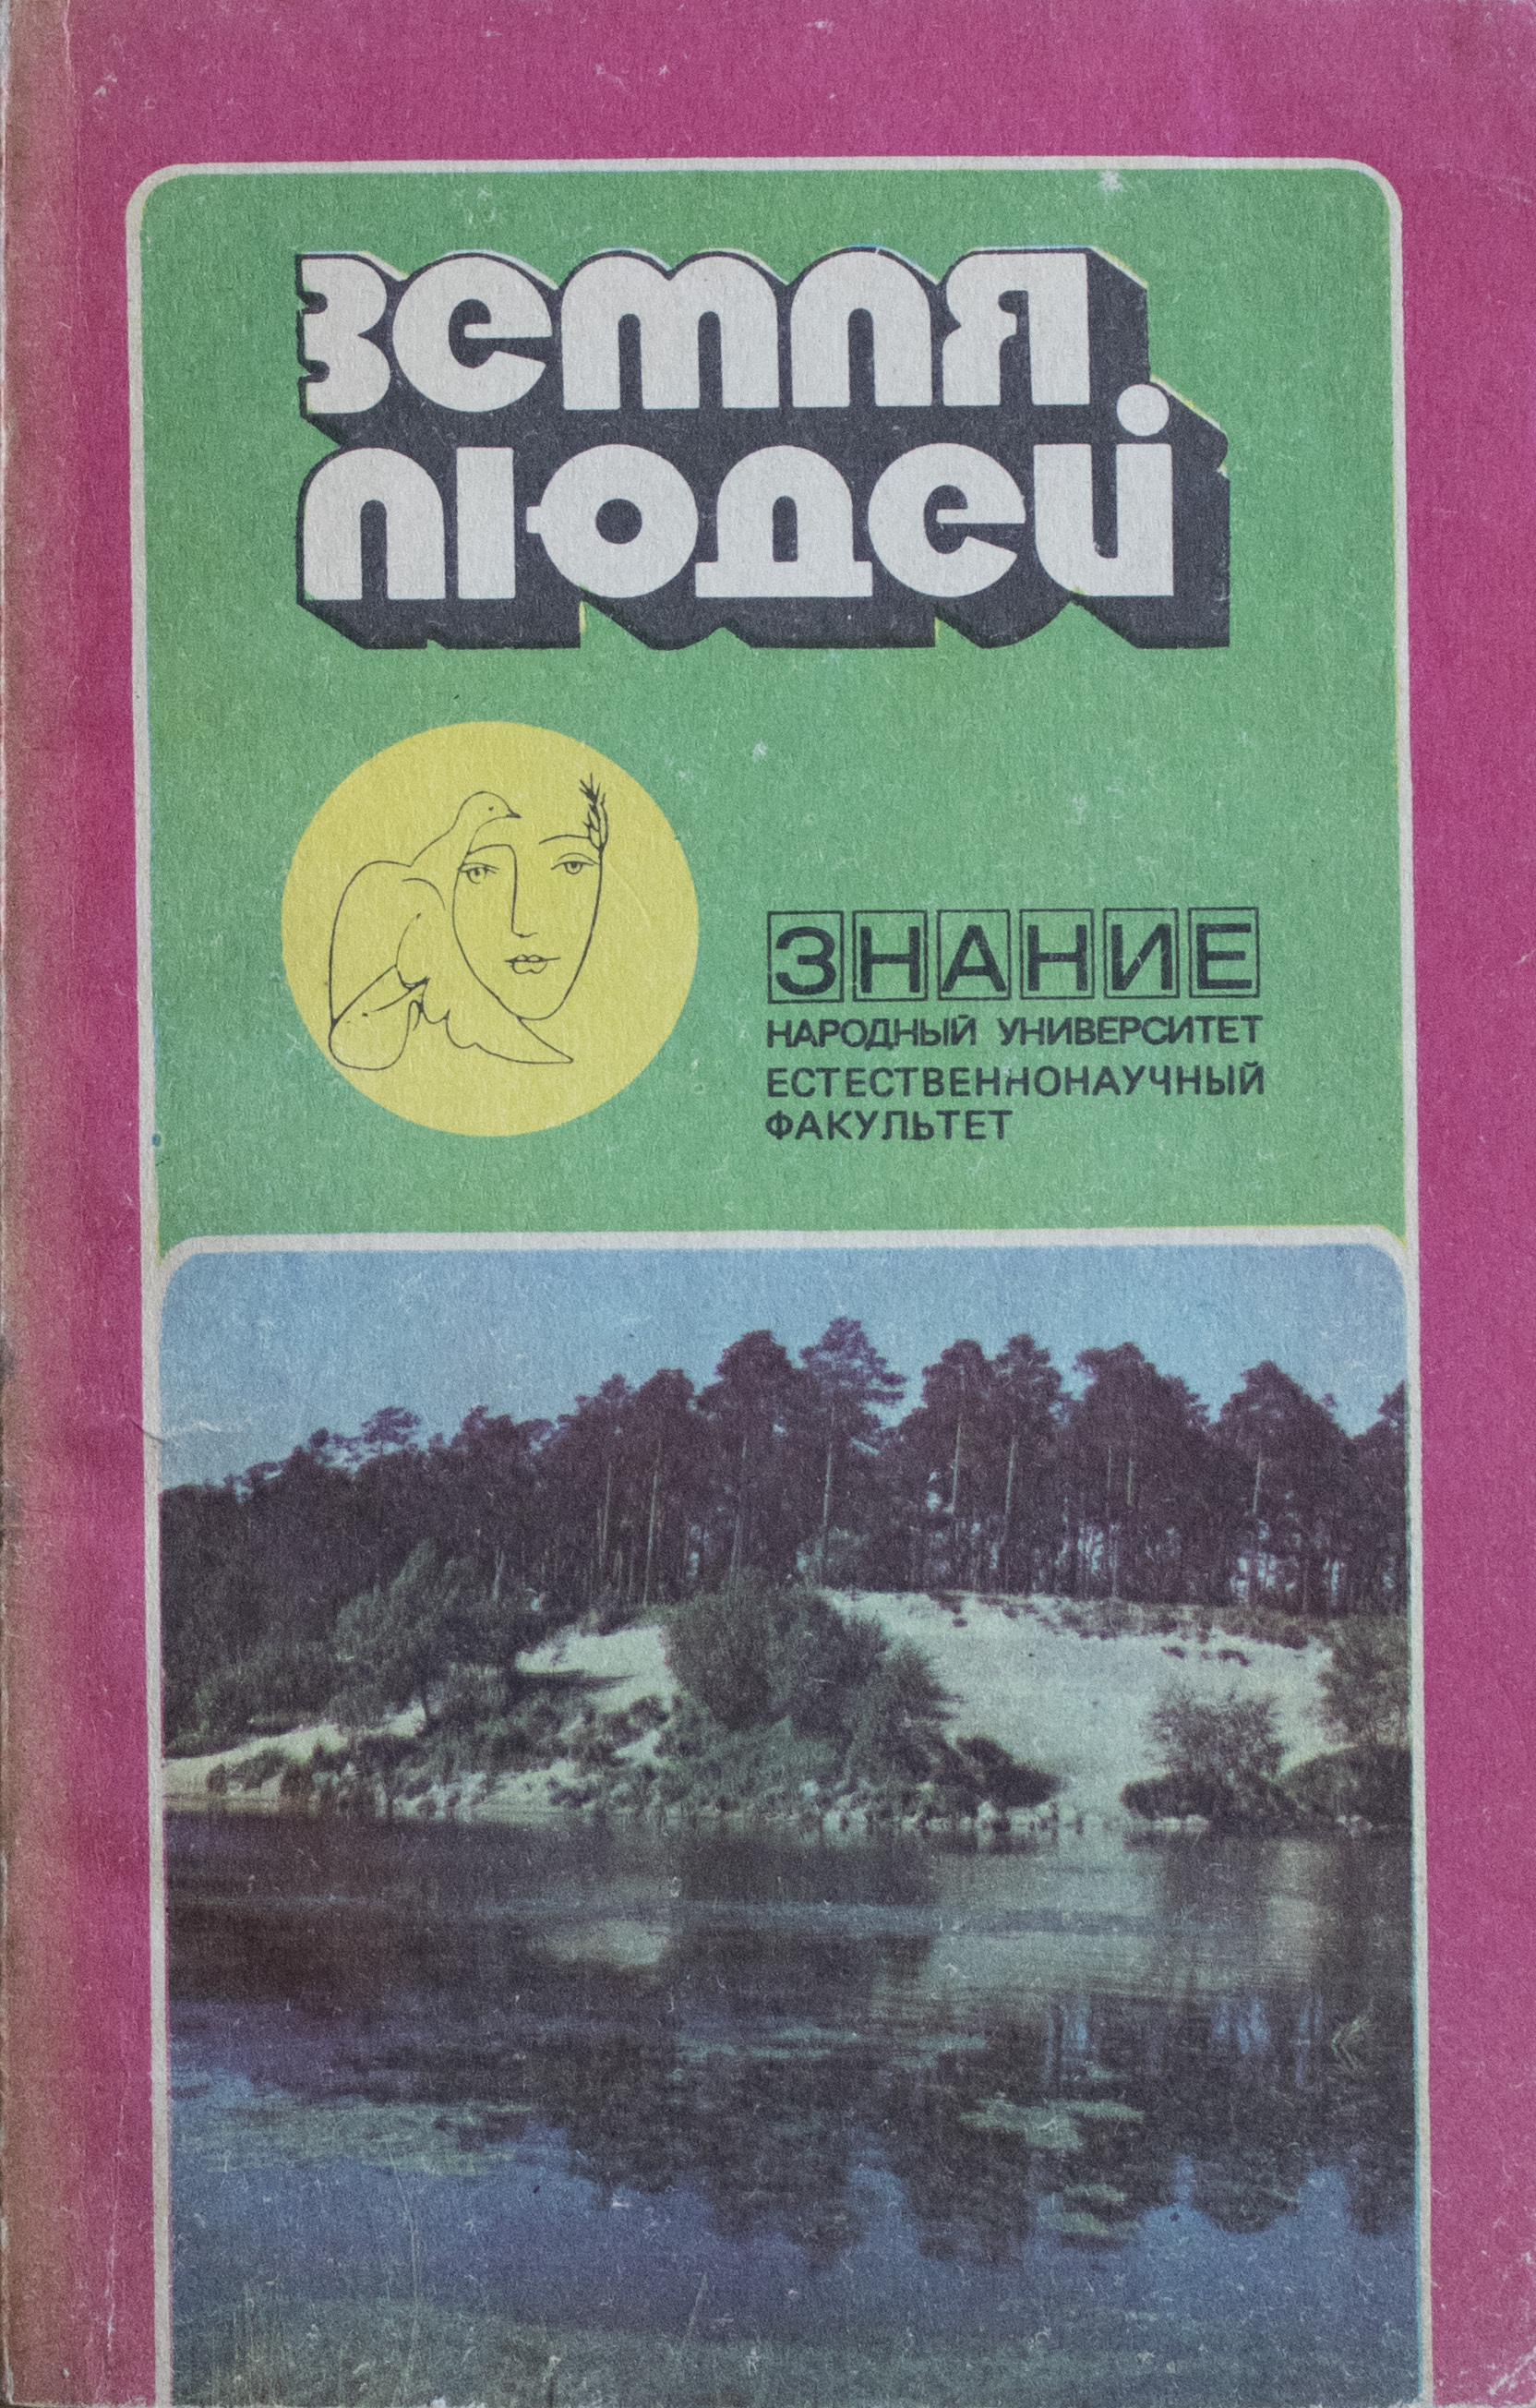 земля
людей
ЗНАНИЕ
НАРОДНЫЙ УНИВЕРСИТЕТ
ЕСТЕСТВЕННОНАУЧНЫЙ
ФАКУЛЬТЕТ